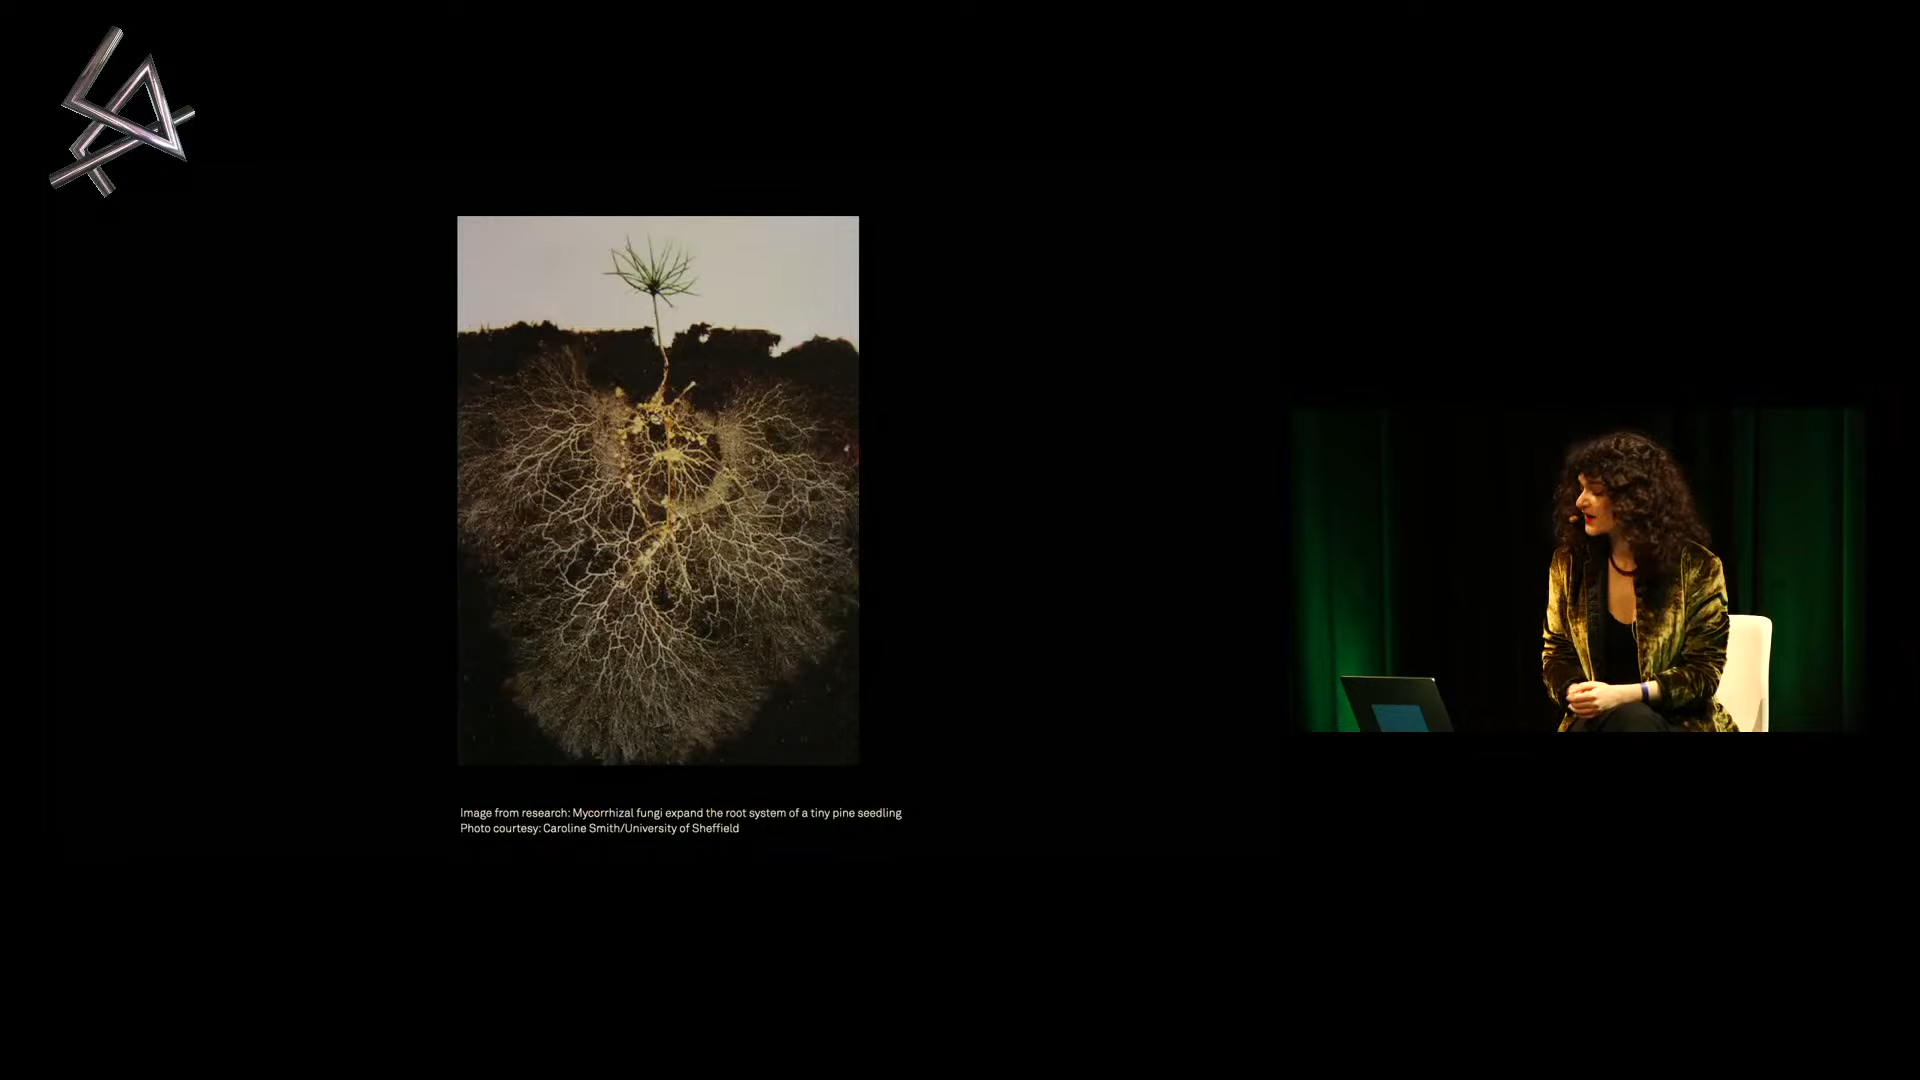 Image from research: Mycorrhizal fungi expand the root system of a tiny pine seedling
Photo courtesy: Caroline Smith/University of Sheffield